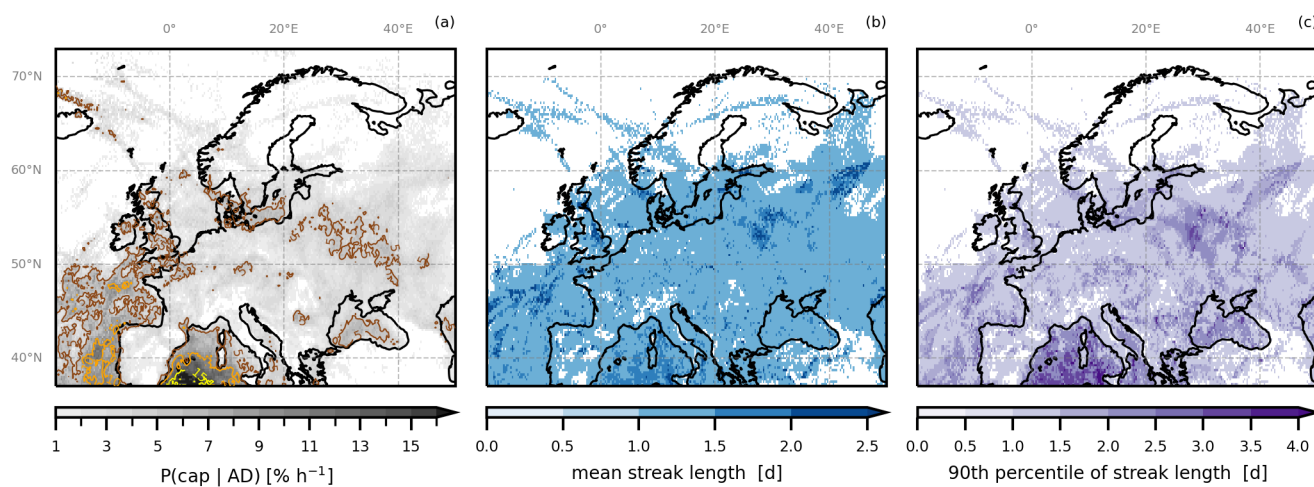 (a)
0° 20°E 40°E
70°N
60°N
50°N
40°N
15
1 3 5 7 9 11 13 15
P(cap | AD) [% h⁻¹]
(b)
0° 20°E 40°E
0.0 0.5 1.0 1.5 2.0 2.5
mean streak length [d]
(c)
0° 20°E 40°E
0.0 0.5 1.0 1.5 2.0 2.5 3.0 3.5 4.0
90th percentile of streak length [d]